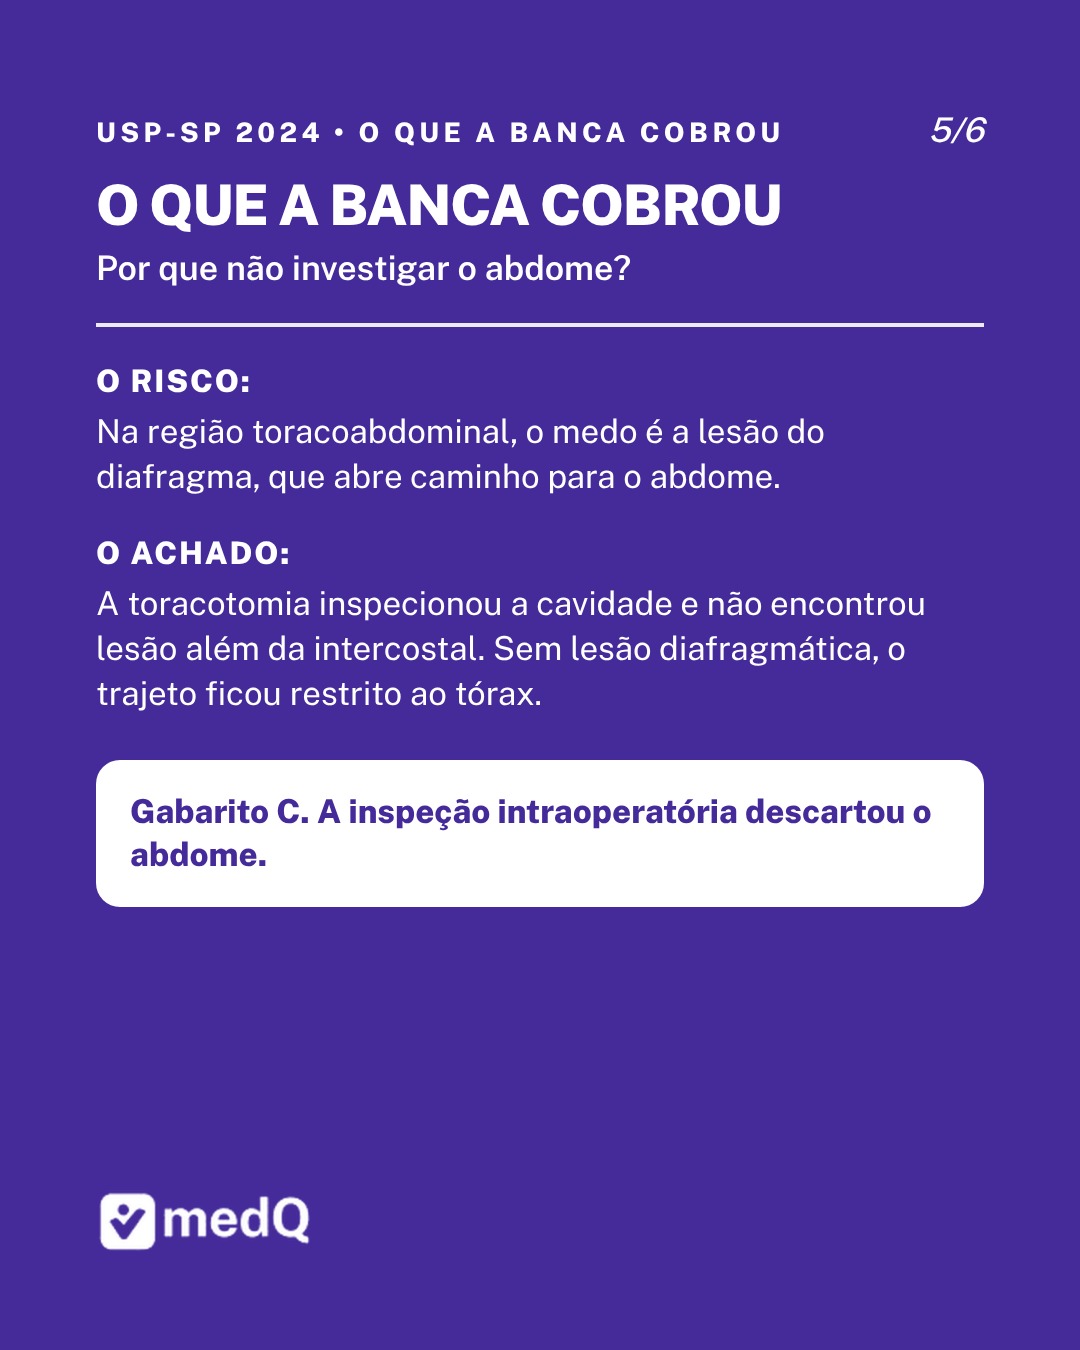 USP-SP 2024 • O QUE A BANCA COBROU
5/6
O QUE A BANCA COBROU
Por que não investigar o abdome?
O RISCO:
Na região toracoabdominal, o medo é a lesão do
diafragma, que abre caminho para o abdome.
O ACHADO:
A toracotomia inspecionou a cavidade e não encontrou
lesão além da intercostal. Sem lesão diafragmática, o
trajeto ficou restrito ao tórax.
Gabarito C. A inspeção intraoperatória descartou o
abdome.
medQ